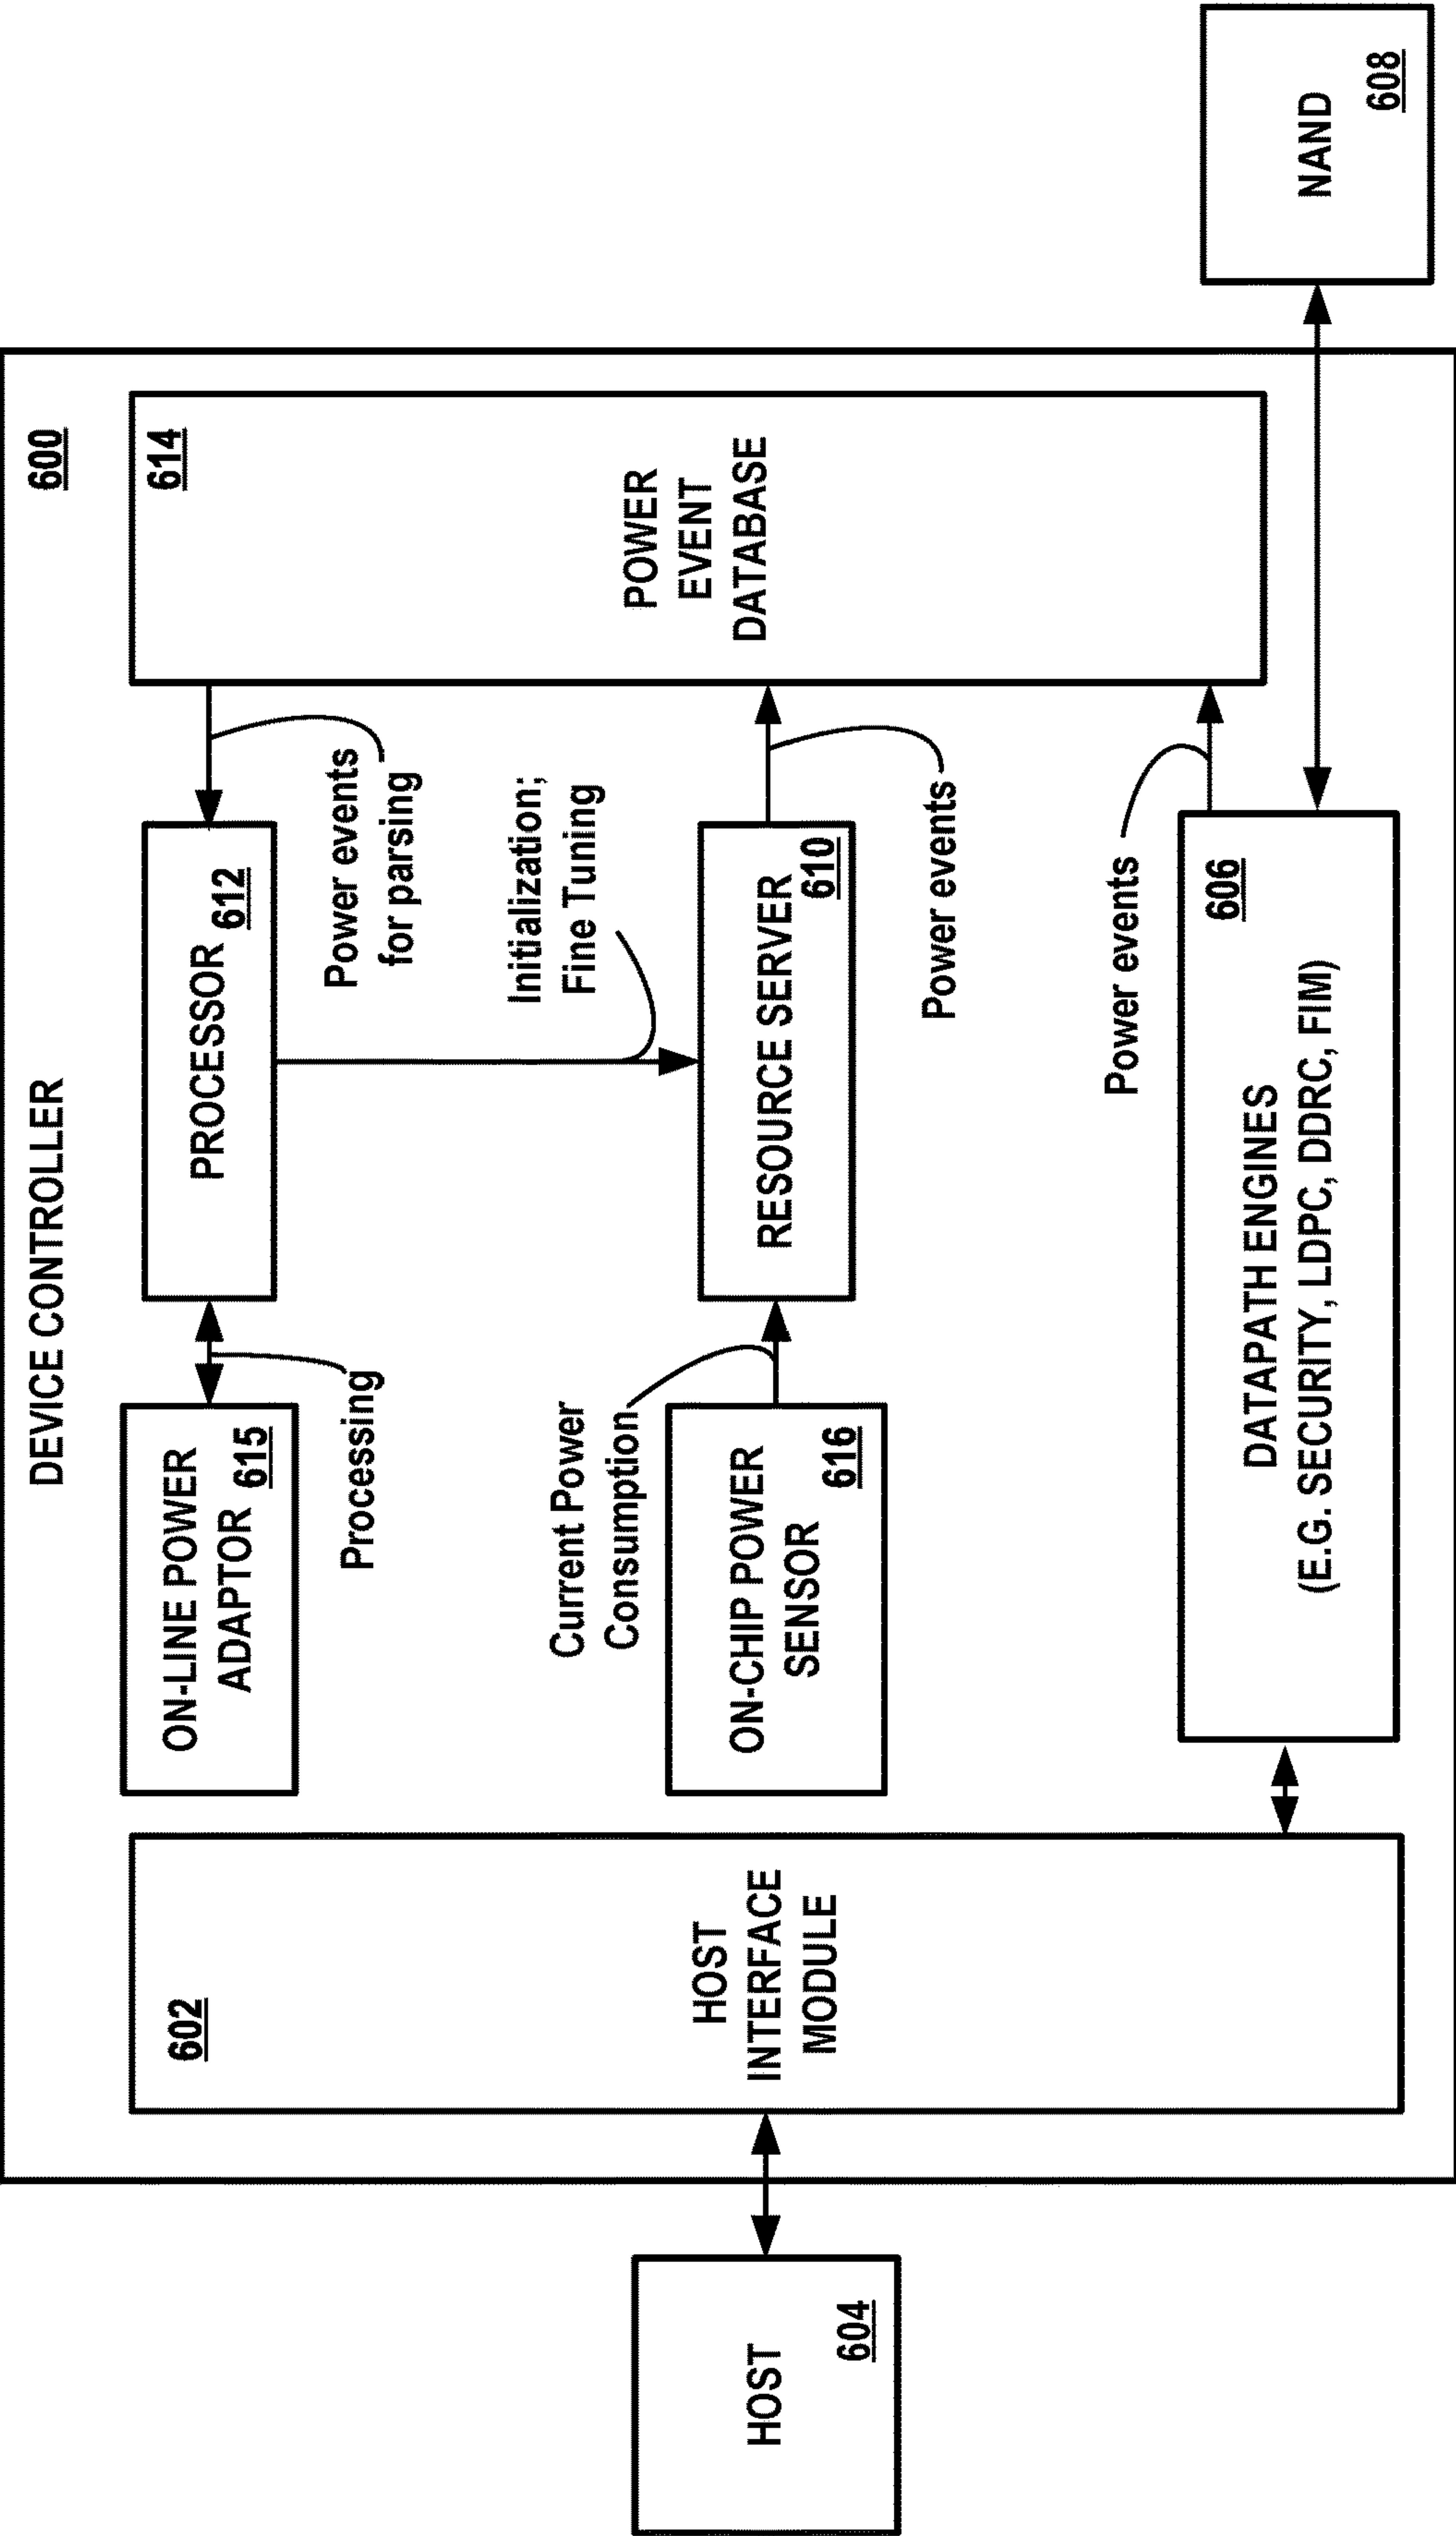 DEVICE CONTROLLER
600
HOST
604
602
HOST
INTERFACE
MODULE
ON-LINE POWER
ADAPTOR
615
Processing
PROCESSOR
612
Power events
for parsing
614
POWER
EVENT
DATABASE
Initialization;
Fine Tuning
Current Power
Consumption
ON-CHIP POWER
SENSOR
616
RESOURCE SERVER
610
Power events
Power events
606
DATAPATH ENGINES
(E.G. SECURITY, LDPC, DDRC, FIM)
NAND
608